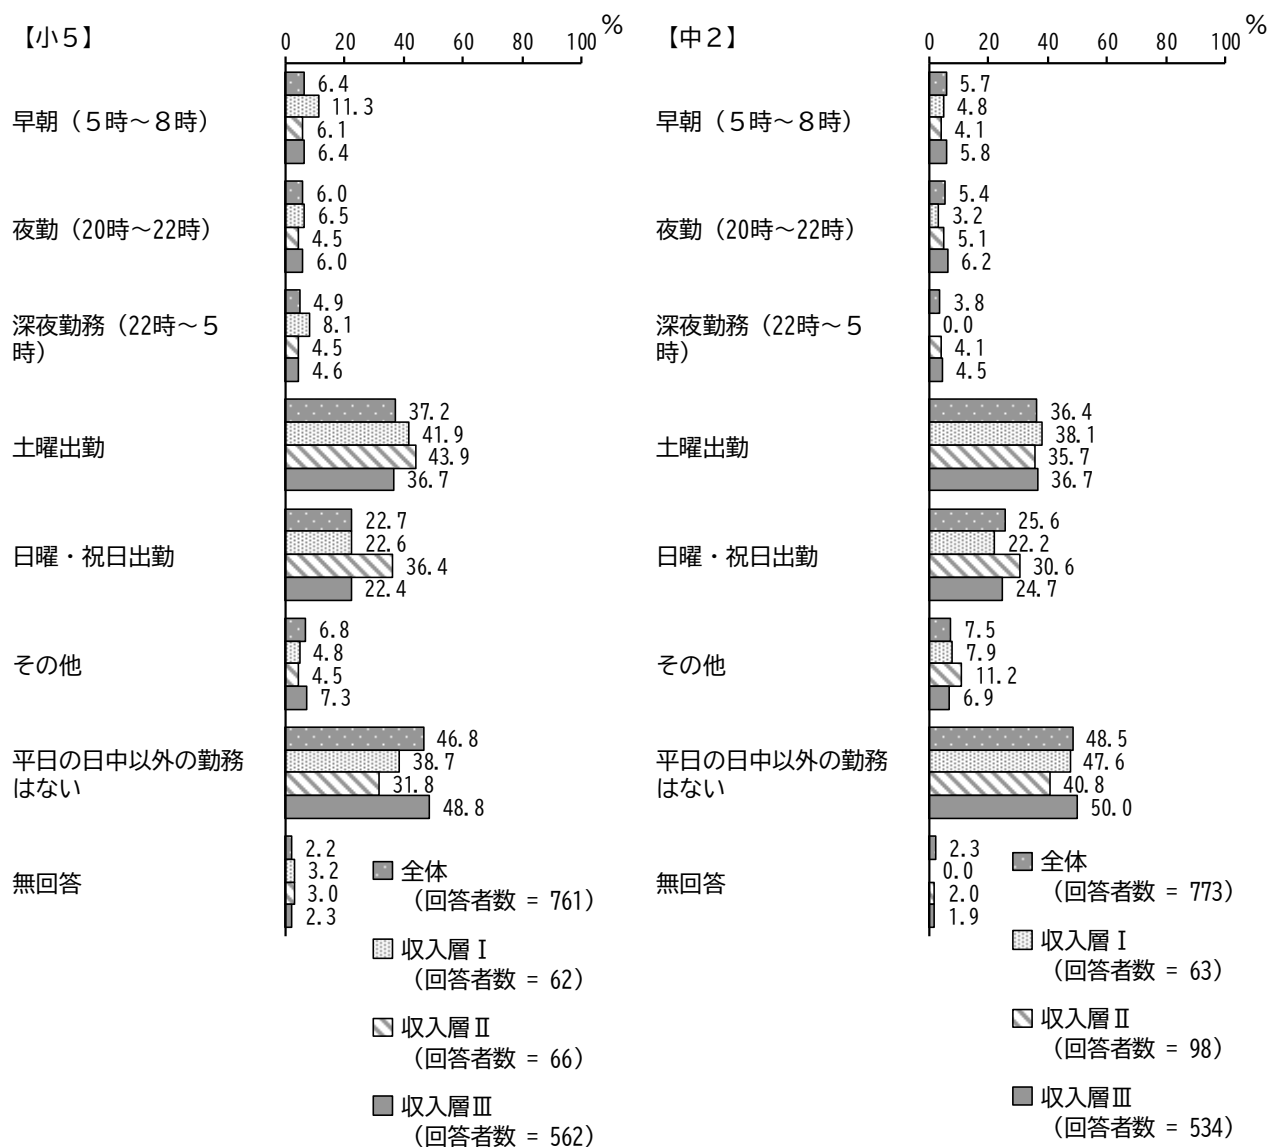 【小５】
%
0 20 40 60 80 100
早朝（５時～８時）
6.4
11.3
6.1
6.4
夜勤（20時～22時）
6.0
6.5
4.5
6.0
深夜勤務（22時～５
時）
4.9
8.1
4.5
4.6
土曜出勤
37.2
41.9
43.9
36.7
日曜・祝日出勤
22.7
22.6
36.4
22.4
その他
6.8
4.8
4.5
7.3
平日の日中以外の勤務
はない
46.8
38.7
31.8
48.8
無回答
2.2
3.2
3.0
2.3
全体
（回答者数 = 761）
収入層Ⅰ
（回答者数 = 62）
収入層Ⅱ
（回答者数 = 66）
収入層Ⅲ
（回答者数 = 562）
【中２】
%
0 20 40 60 80 100
早朝（５時～８時）
5.7
4.8
4.1
5.8
夜勤（20時～22時）
5.4
3.2
5.1
6.2
深夜勤務（22時～５
時）
3.8
0.0
4.1
4.5
土曜出勤
36.4
38.1
35.7
36.7
日曜・祝日出勤
25.6
22.2
30.6
24.7
その他
7.5
7.9
11.2
6.9
平日の日中以外の勤務
はない
48.5
47.6
40.8
50.0
無回答
2.3
0.0
2.0
1.9
全体
（回答者数 = 773）
収入層Ⅰ
（回答者数 = 63）
収入層Ⅱ
（回答者数 = 98）
収入層Ⅲ
（回答者数 = 534）